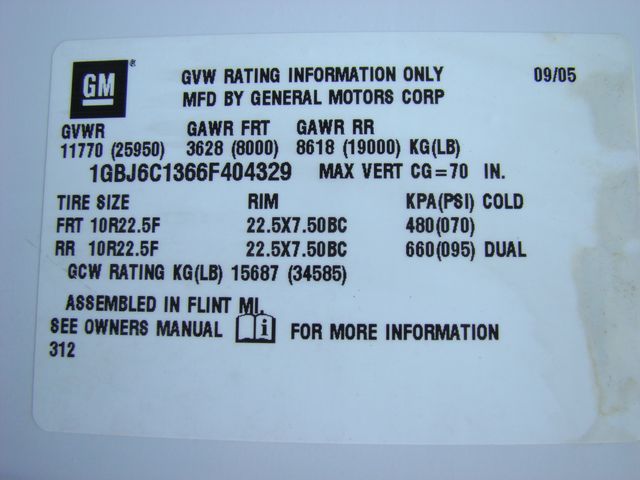 GM®
GVW RATING INFORMATION ONLY 09/05
MFD BY GENERAL MOTORS CORP
GVWR GAWR FRT GAWR RR
11770 (25950) 3628 (8000) 8618 (19000) KG(LB)
1GBJ6C1366F404329 MAX VERT CG=70 IN.
TIRE SIZE RIM KPA(PSI) COLD
FRT 10R22.5F 22.5X7.50BC 480(070)
RR 10R22.5F 22.5X7.50BC 660(095) DUAL
GCW RATING KG(LB) 15687 (34585)
ASSEMBLED IN FLINT MI.
SEE OWNERS MANUAL i FOR MORE INFORMATION
312